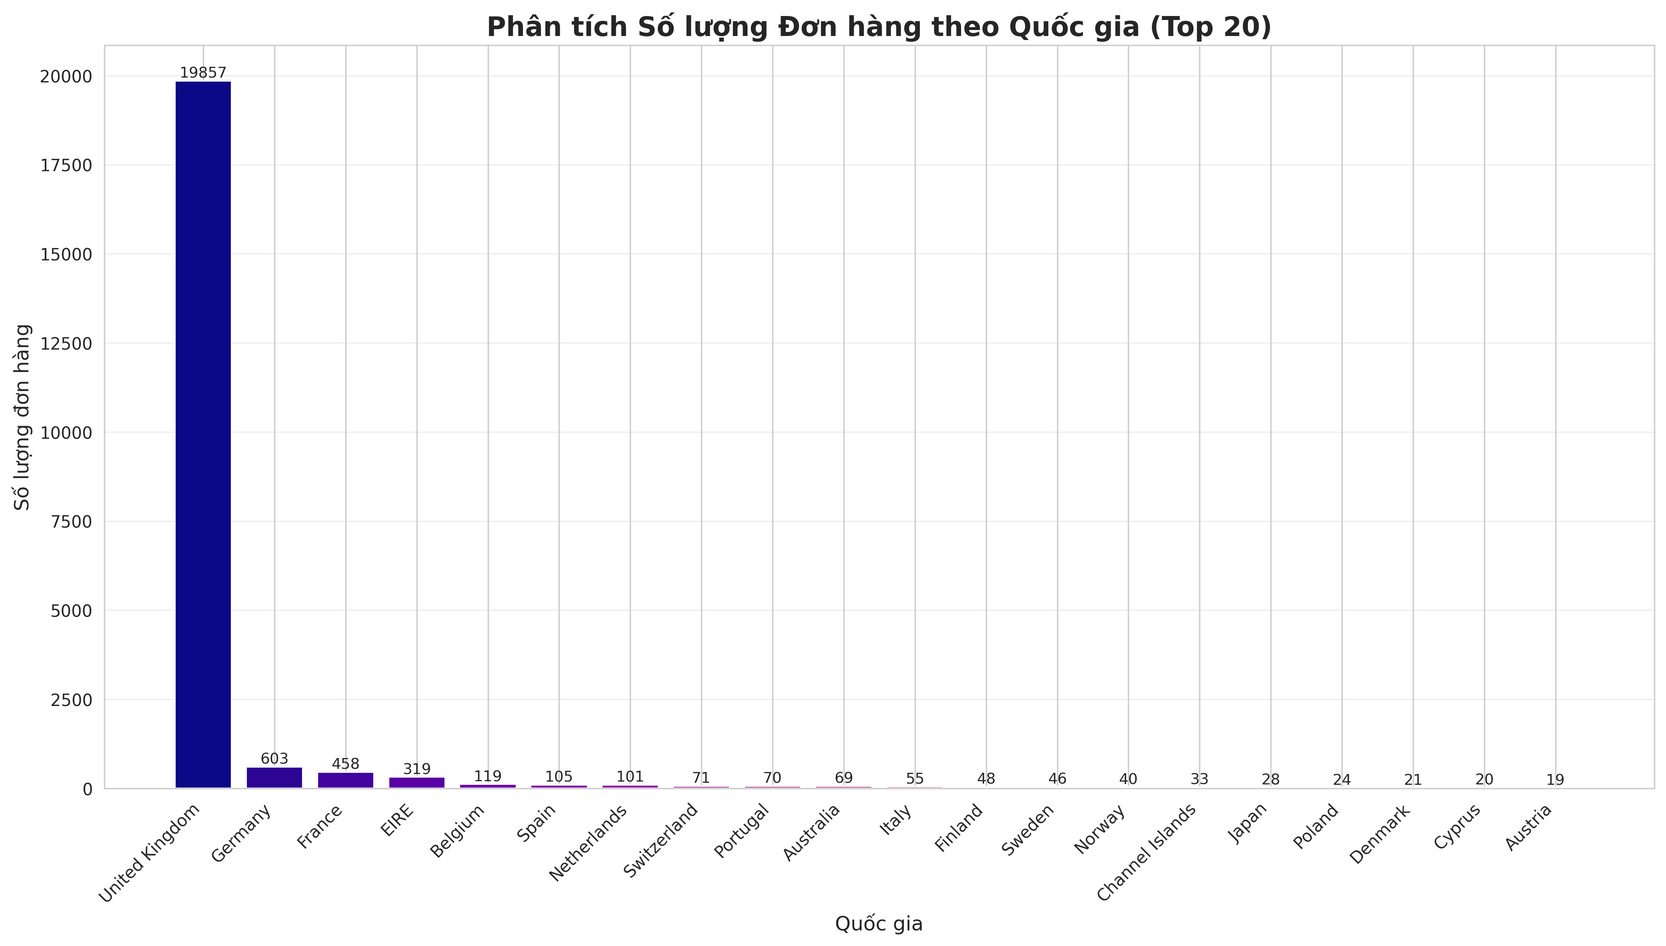 Phân tích Số lượng Đơn hàng theo Quốc gia (Top 20)
Số lượng đơn hàng
20000
17500
15000
12500
10000
7500
5000
2500
0
19857
603
458
319
119
105
101
71
70
69
55
48
46
40
33
28
24
21
20
19
United Kingdom
Germany
France
EIRE
Belgium
Spain
Netherlands
Switzerland
Portugal
Australia
Italy
Finland
Sweden
Norway
Channel Islands
Japan
Poland
Denmark
Cyprus
Austria
Quốc gia